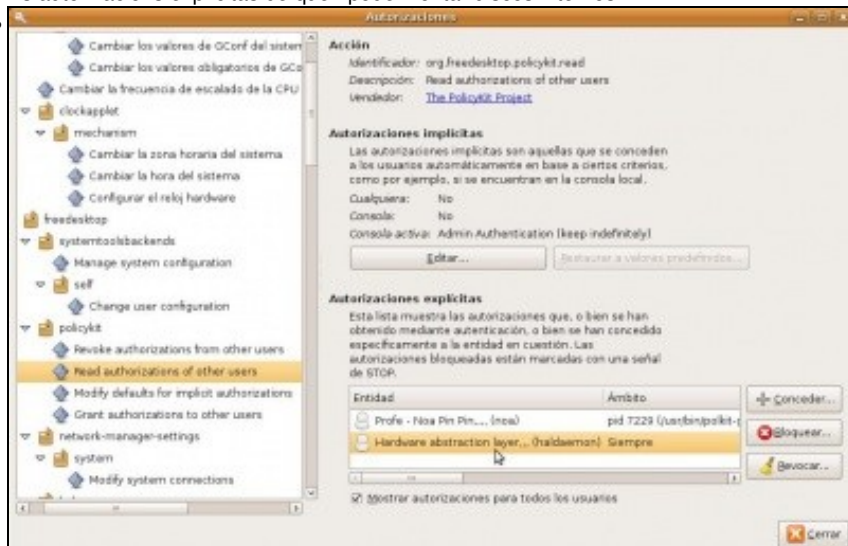 Autorizaciones
Cambiar los valores de GConf del sistem
Cambiar los valores obligatorios de GCo
Cambiar la frecuencia de escalado de la CPU
clockapplet
mechanism
Cambiar la zona horaria del sistema
Cambiar la hora del sistema
Configurar el reloj hardware
freedesktop
systemtoolsbackends
Manage system configuration
self
Change user configuration
policykit
Revoke authorizations from other users
Read authorizations of other users
Modify defaults for implicit authorizations
Grant authorizations to other users
network-manager-settings
system
Modify system connections
Acción
Identificador: org.freedesktop.policykit.read
Descripción: Read authorizations of other users
Vendedor: The PolicyKit Project
Autorizaciones implícitas
Las autorizaciones implícitas son aquellas que se conceden
a los usuarios automáticamente en base a ciertos criterios,
como por ejemplo, si se encuentran en la consola local.
Cualquiera: No
Consola: No
Consola activa: Admin Authentication (keep indefinitely)
Editar...
Restaurar a valores predefinidos...
Autorizaciones explícitas
Esta lista muestra las autorizaciones que, o bien se han
obtenido mediante autenticación, o bien se han concedido
específicamente a la entidad en cuestión. Las
autorizaciones bloqueadas están marcadas con una señal
de STOP.
Entidad Ámbito
Profe - Noa Pin Pin,,, (noa) pid 7229 (/usr/bin/polkit-g
Hardware abstraction layer,,, (haldaemon) Siempre
Conceder...
Bloquear...
Revocar...
Mostrar autorizaciones para todos los usuarios
Cerrar